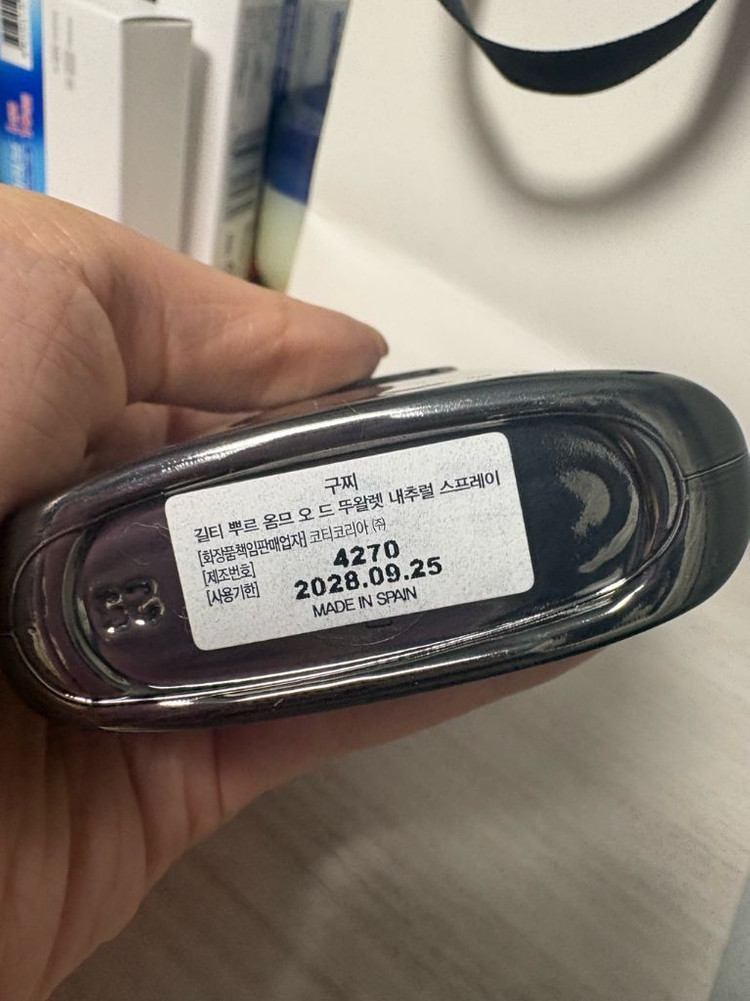 구찌
길티 뿌르 옴므 오 드 뚜왈렛 내추럴 스프레이
[화장품책임판매업자] 코티코리아 ㈜
[제조번호] 4270
[사용기한] 2028.09.25
MADE IN SPAIN